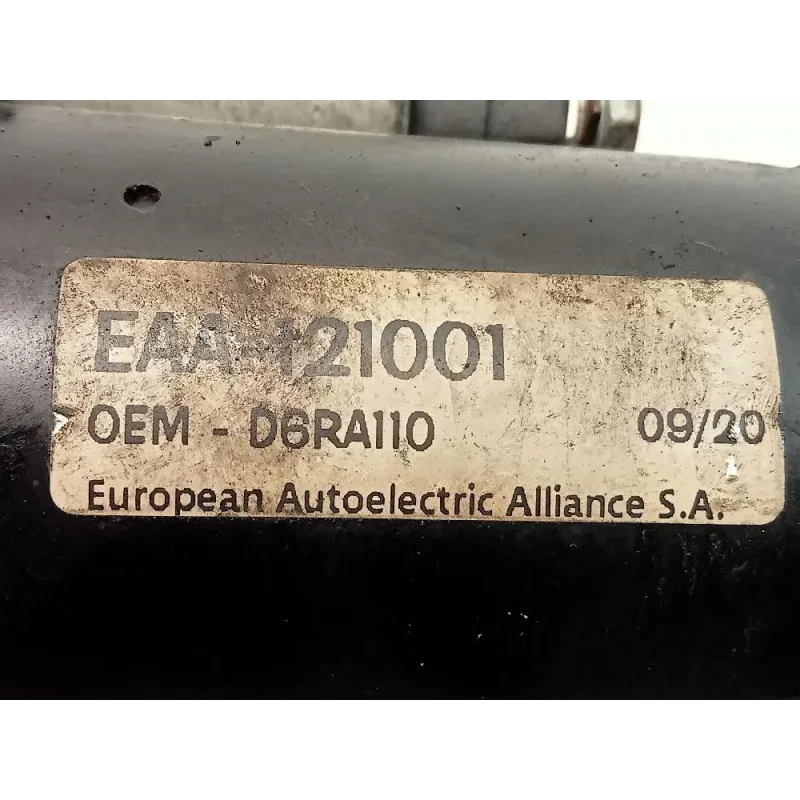 EAA-121001
OEM - D6RA110 09/20
European Autoelectric Alliance S.A.